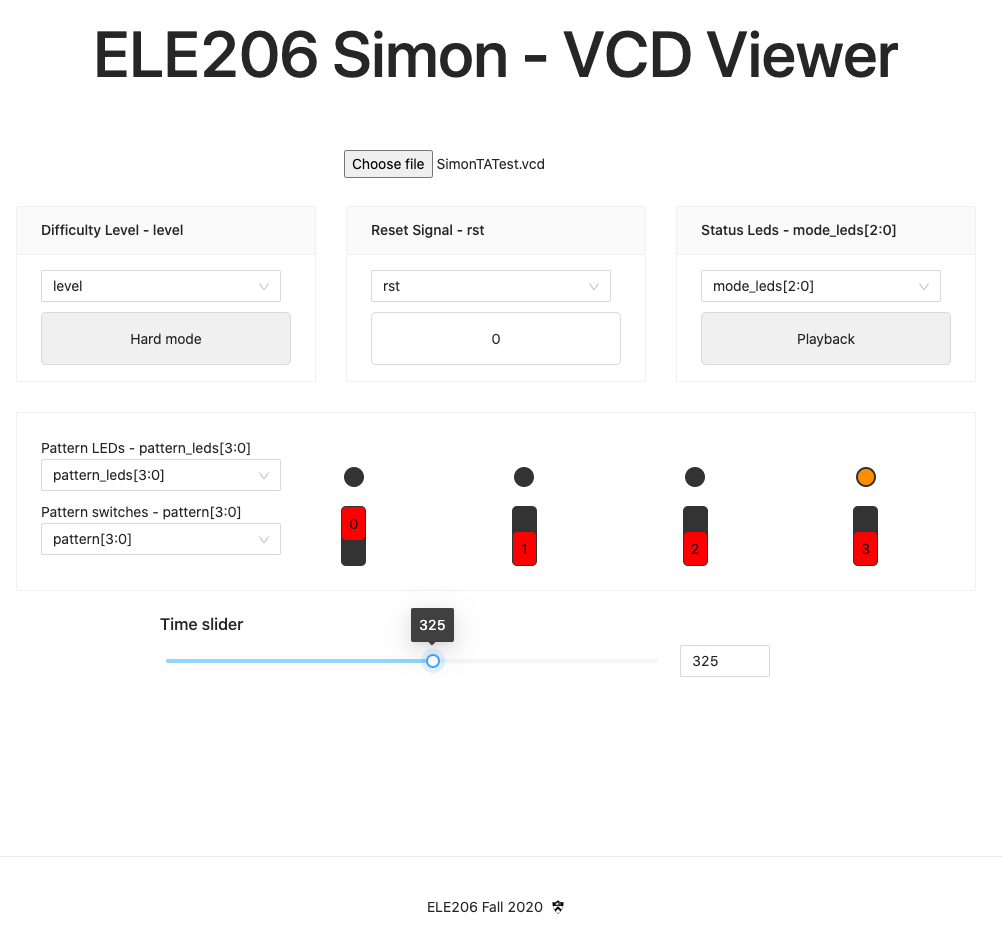 ELE206 Simon - VCD Viewer
Choose file SimonTATest.vcd
Difficulty Level - level
level
Hard mode
Reset Signal - rst
rst
0
Status Leds - mode_leds[2:0]
mode_leds[2:0]
Playback
Pattern LEDs - pattern_leds[3:0]
pattern_leds[3:0]
Pattern switches - pattern[3:0]
pattern[3:0]
0 1 2 3
Time slider
325
325
ELE206 Fall 2020